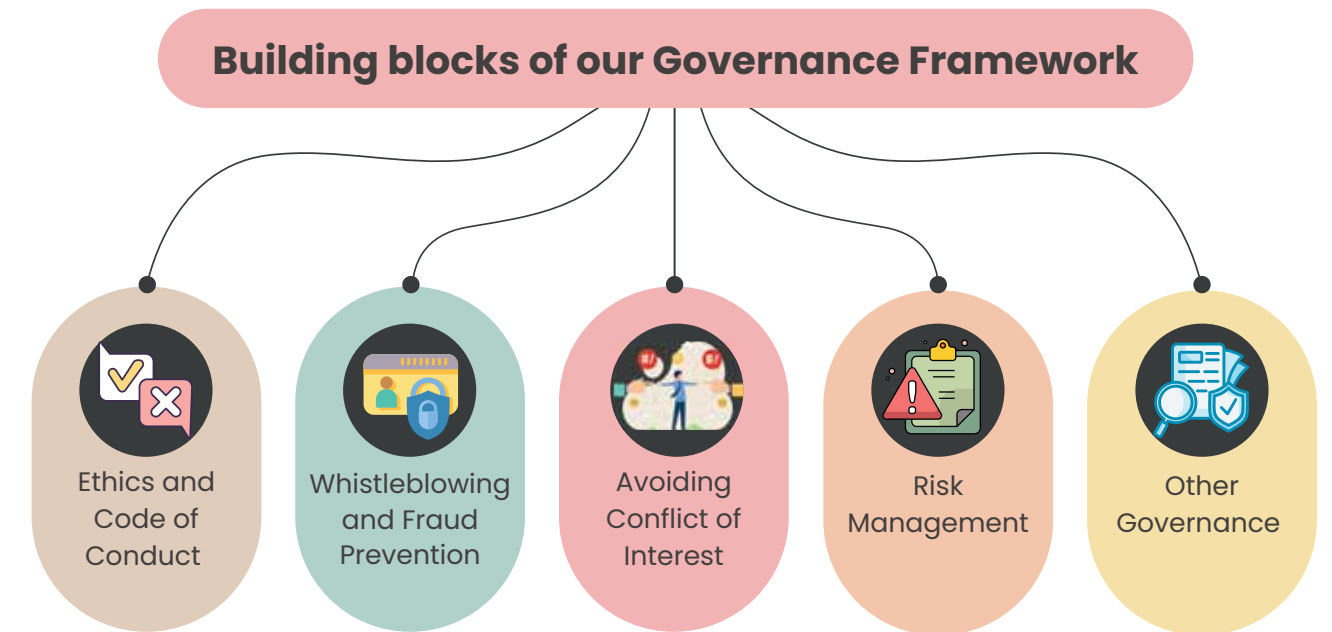 Building blocks of our Governance Framework
Ethics and
Code of
Conduct
Whistleblowing
and Fraud
Prevention
Avoiding
Conflict of
Interest
Risk
Management
Other
Governance